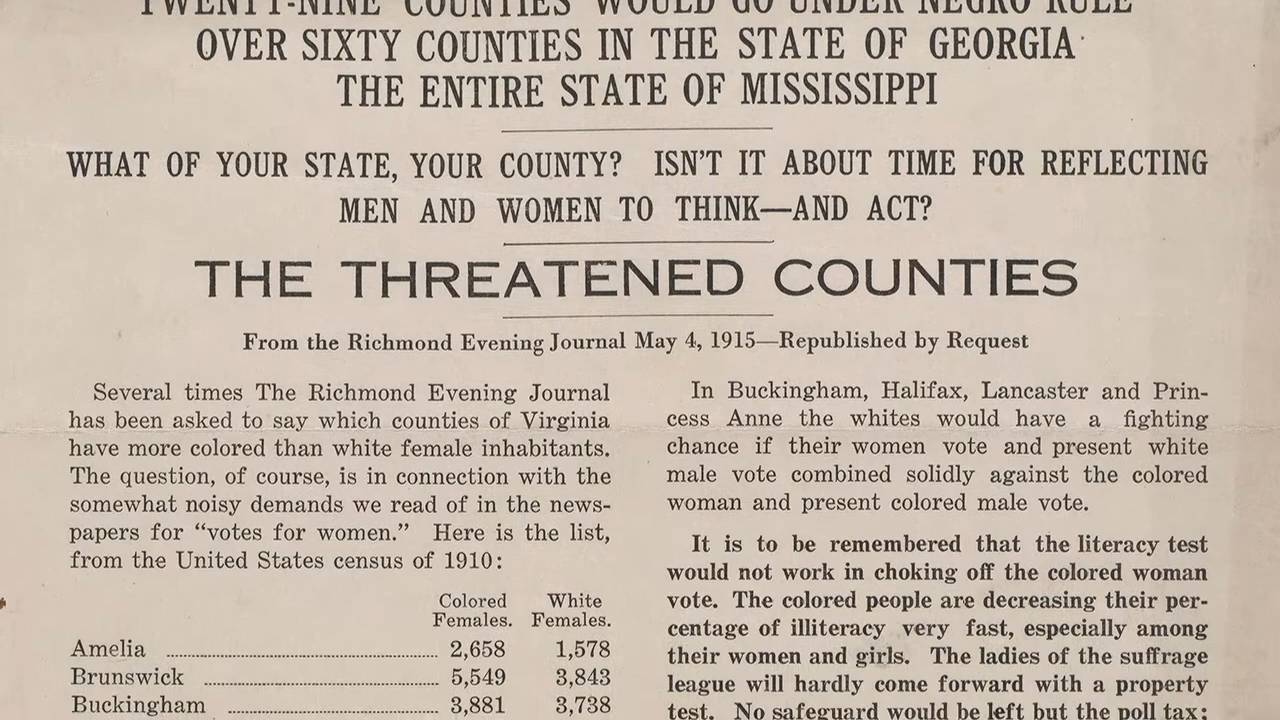 TWENTY-NINE COUNTIES WOULD GO UNDER NEGRO RULE
OVER SIXTY COUNTIES IN THE STATE OF GEORGIA
THE ENTIRE STATE OF MISSISSIPPI
WHAT OF YOUR STATE, YOUR COUNTY? ISN'T IT ABOUT TIME FOR REFLECTING
MEN AND WOMEN TO THINK—AND ACT?
THE THREATENED COUNTIES
From the Richmond Evening Journal May 4, 1915—Republished by Request
Several times The Richmond Evening Journal
has been asked to say which counties of Virginia
have more colored than white female inhabitants.
The question, of course, is in connection with the
somewhat noisy demands we read of in the news-
papers for “votes for women.” Here is the list,
from the United States census of 1910:
Colored White
Females. Females.
Amelia 2,658 1,578
Brunswick 5,549 3,843
Buckingham 3,881 3,738
In Buckingham, Halifax, Lancaster and Prin-
cess Anne the whites would have a fighting
chance if their women vote and present white
male vote combined solidly against the colored
woman and present colored male vote.
It is to be remembered that the literacy test
would not work in choking off the colored woman
vote. The colored people are decreasing their per-
centage of illiteracy very fast, especially among
their women and girls. The ladies of the suffrage
league will hardly come forward with a property
test. No safeguard would be left but the poll tax: